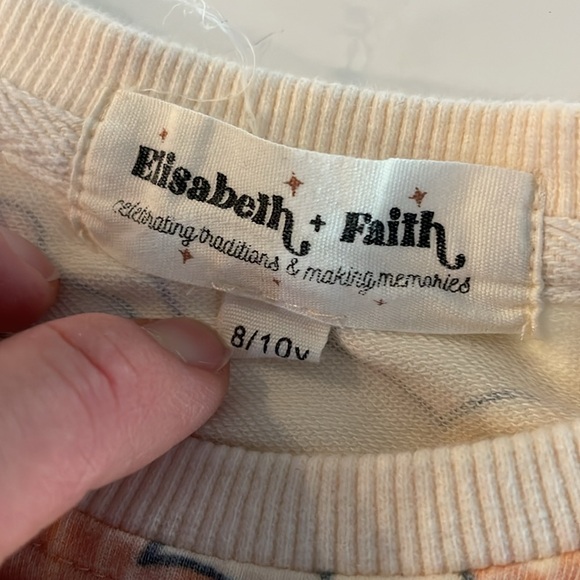 Elisabeth + Faith
celebrating traditions & making memories
8/10y